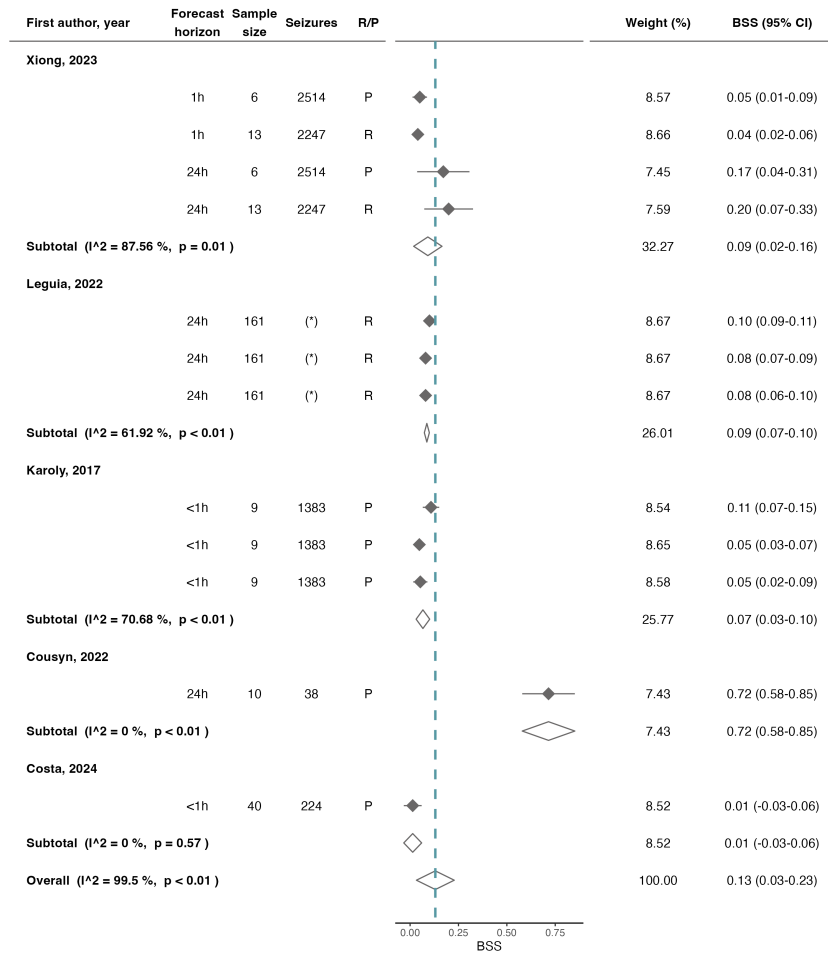 First author, year Forecast horizon Sample size Seizures R/P Weight (%) BSS (95% CI)
Xiong, 2023
1h 6 2514 P 8.57 0.05 (0.01-0.09)
1h 13 2247 R 8.66 0.04 (0.02-0.06)
24h 6 2514 P 7.45 0.17 (0.04-0.31)
24h 13 2247 R 7.59 0.20 (0.07-0.33)
Subtotal (I^2 = 87.56 %, p = 0.01 ) 32.27 0.09 (0.02-0.16)
Leguia, 2022
24h 161 (*) R 8.67 0.10 (0.09-0.11)
24h 161 (*) R 8.67 0.08 (0.07-0.09)
24h 161 (*) R 8.67 0.08 (0.06-0.10)
Subtotal (I^2 = 61.92 %, p < 0.01 ) 26.01 0.09 (0.07-0.10)
Karoly, 2017
<1h 9 1383 P 8.54 0.11 (0.07-0.15)
<1h 9 1383 P 8.65 0.05 (0.03-0.07)
<1h 9 1383 P 8.58 0.05 (0.02-0.09)
Subtotal (I^2 = 70.68 %, p < 0.01 ) 25.77 0.07 (0.03-0.10)
Cousyn, 2022
24h 10 38 P 7.43 0.72 (0.58-0.85)
Subtotal (I^2 = 0 %, p < 0.01 ) 7.43 0.72 (0.58-0.85)
Costa, 2024
<1h 40 224 P 8.52 0.01 (-0.03-0.06)
Subtotal (I^2 = 0 %, p = 0.57 ) 8.52 0.01 (-0.03-0.06)
Overall (I^2 = 99.5 %, p < 0.01 ) 100.00 0.13 (0.03-0.23)
0.00 0.25 0.50 0.75
BSS